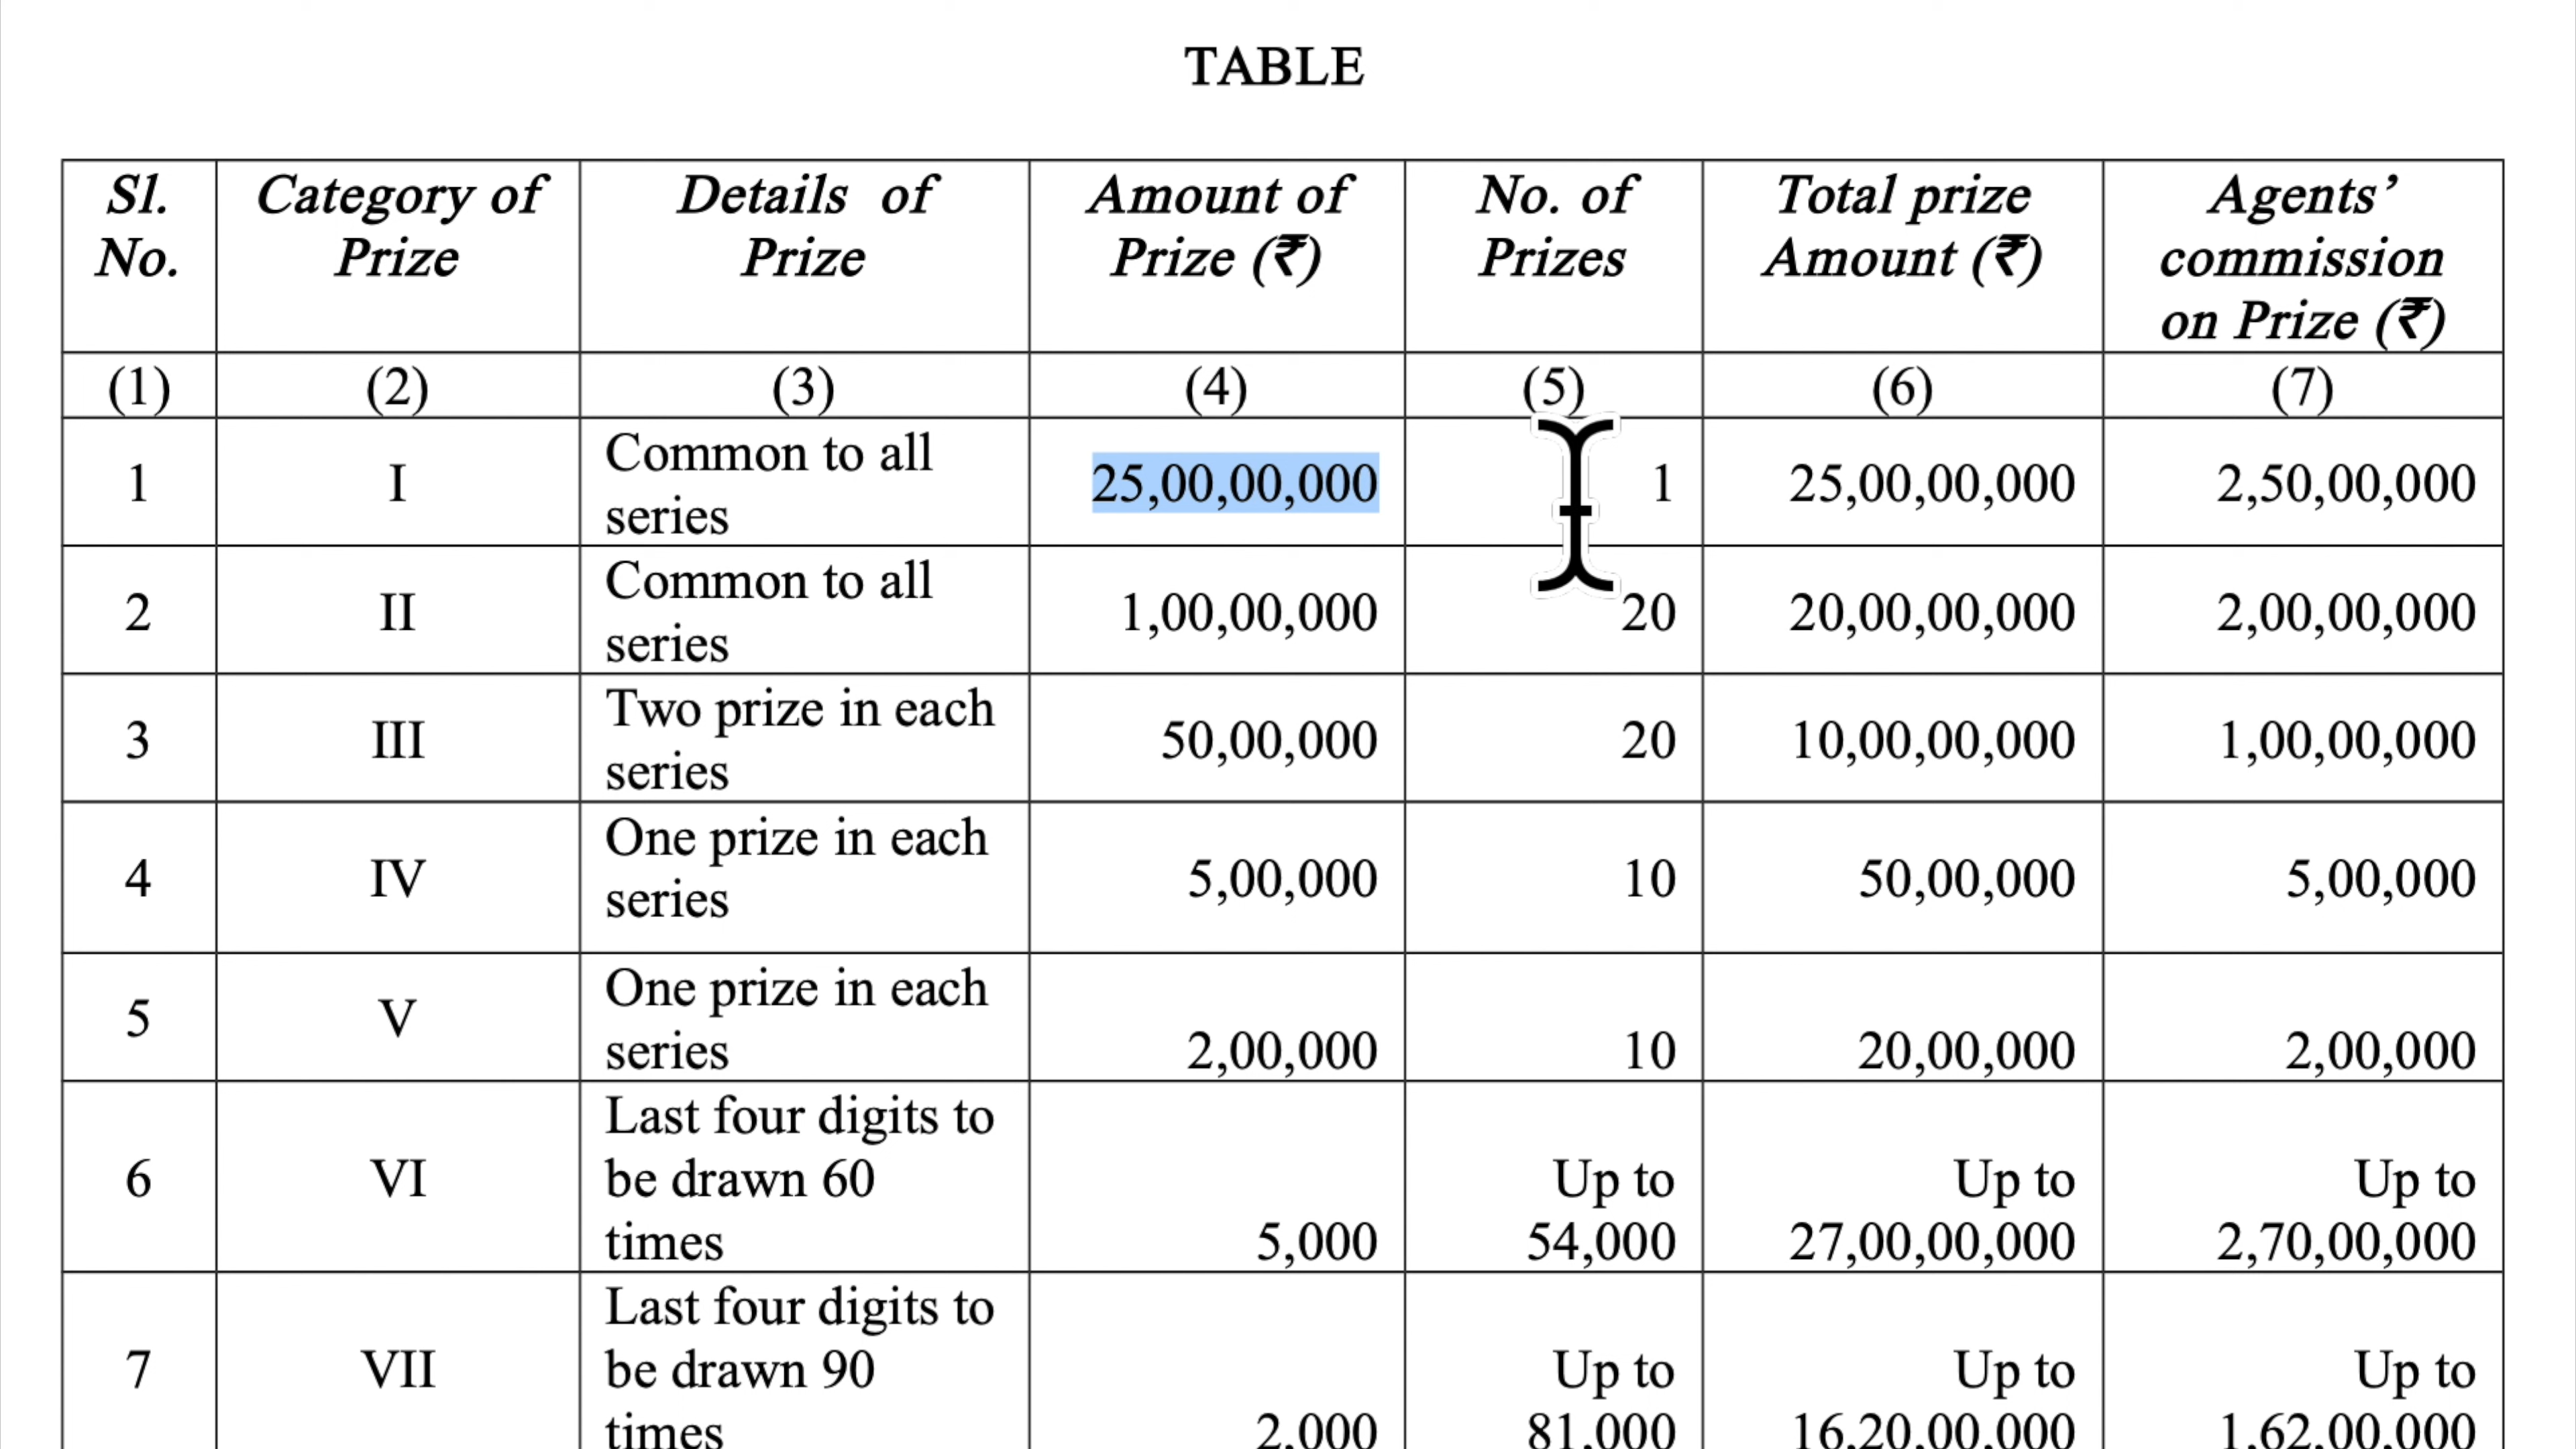 TABLE
Sl. No. Category of Prize Details of Prize Amount of Prize (₹) No. of Prizes Total prize Amount (₹) Agents’ commission on Prize (₹)
(1) (2) (3) (4) (5) (6) (7)
1 I Common to all series 25,00,00,000 1 25,00,00,000 2,50,00,000
2 II Common to all series 1,00,00,000 20 20,00,00,000 2,00,00,000
3 III Two prize in each series 50,00,000 20 10,00,00,000 1,00,00,000
4 IV One prize in each series 5,00,000 10 50,00,000 5,00,000
5 V One prize in each series 2,00,000 10 20,00,000 2,00,000
6 VI Last four digits to be drawn 60 times 5,000 Up to 54,000 Up to 27,00,00,000 Up to 2,70,00,000
7 VII Last four digits to be drawn 90 times 2,000 Up to 81,000 Up to 16,20,00,000 Up to 1,62,00,000